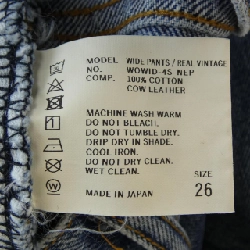 MODEL WIDE PANTS / REAL VINTAGE
NO. WOWID-4S NEP
COMP. 100% COTTON
COW LEATHER
MACHINE WASH WARM
DO NOT BLEACH.
DO NOT TUMBLE DRY.
DRIP DRY IN SHADE.
COOL IRON.
DO NOT DRY CLEAN.
WET CLEAN.
SIZE
MADE IN JAPAN 26